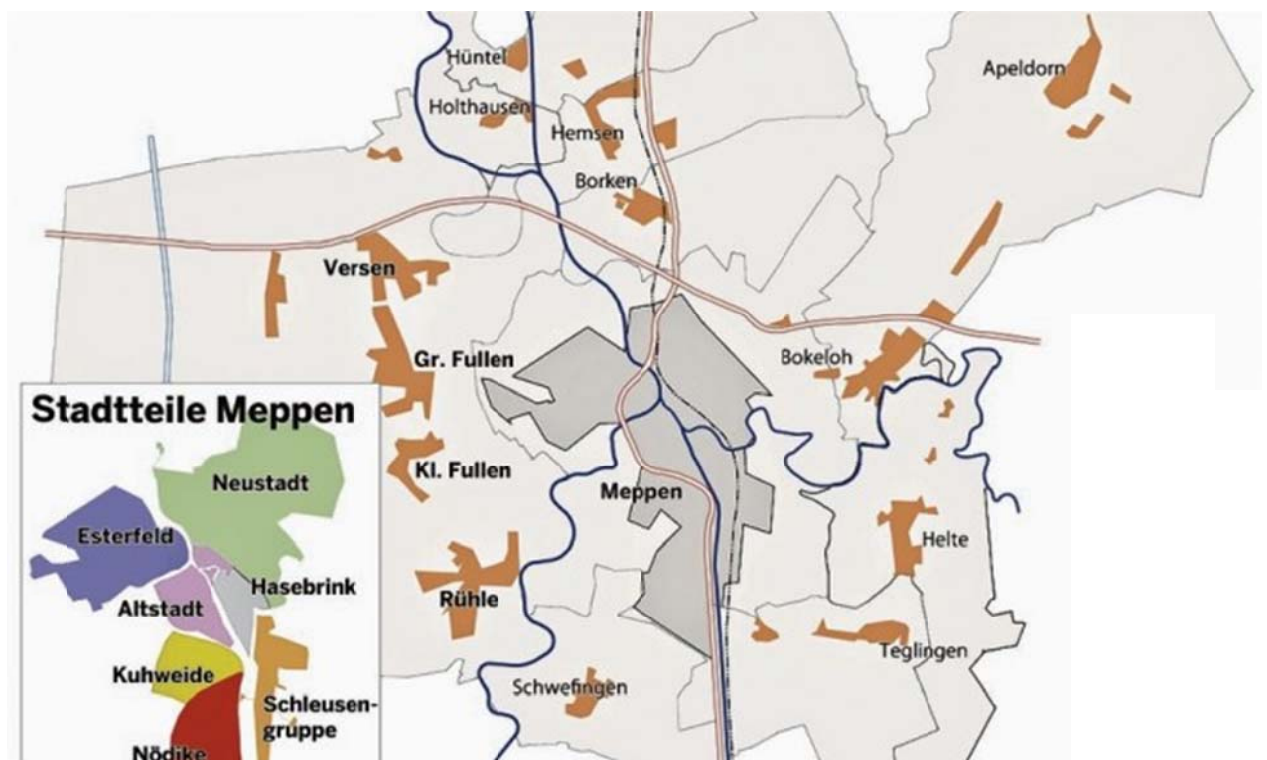 Hüntel
Apeldorn
Holthausen
Hemsen
Borken
Versen
Bokeloh
Gr. Fullen
Kl. Fullen
Meppen
Helte
Rühle
Teglingen
Schwefingen
Stadtteile Meppen
Neustadt
Esterfeld
Hasebrink
Altstadt
Kuhweide
Schleusen-
gruppe
Nödike